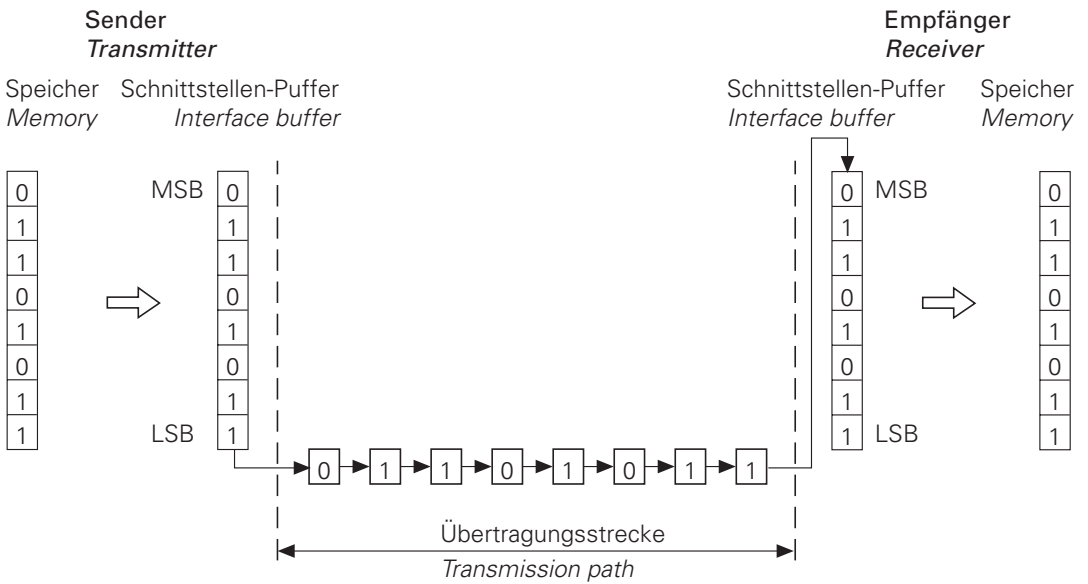 Sender
Transmitter
Empfänger
Receiver
Speicher
Memory
Schnittstellen-Puffer
Interface buffer
Schnittstellen-Puffer
Interface buffer
Speicher
Memory
0
1
1
0
1
0
1
1
MSB
0
1
1
0
1
0
1
1
LSB
0 1 1 0 1 0 1 1
0
1
1
0
1
0
1
1
MSB
LSB
0
1
1
0
1
0
1
1
Übertragungsstrecke
Transmission path